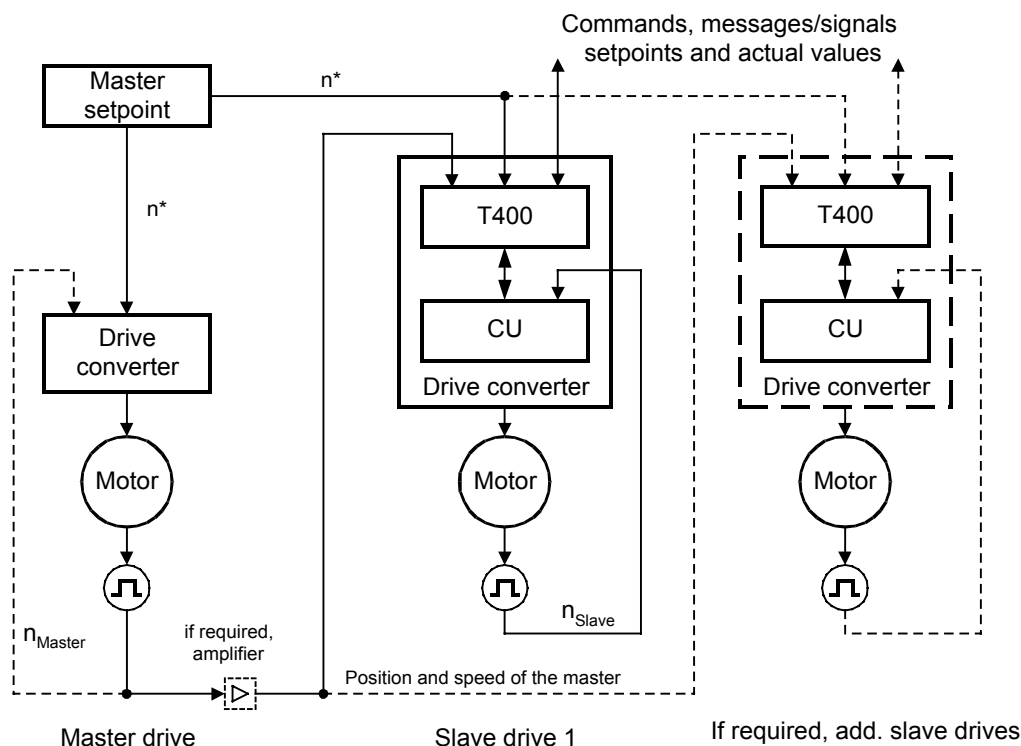 Commands, messages/signals
setpoints and actual values
Master
setpoint
n*
n*
T400
T400
CU
CU
Drive
converter
Drive converter
Drive converter
Motor
Motor
Motor
n Master
if required,
amplifier
n Slave
Position and speed of the master
Master drive
Slave drive 1
If required, add. slave drives